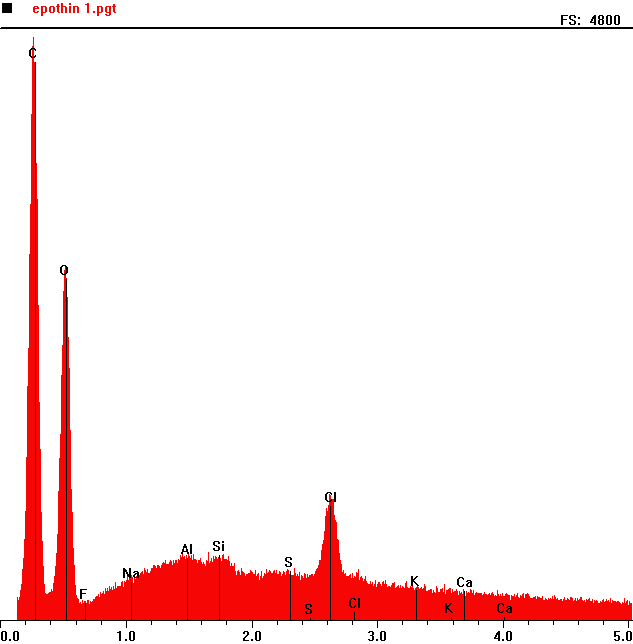 epothin 1.pgt
FS: 4800
C
O
Cl
Si
Al
S
Na
K
Ca
F
S
Cl
K
Ca
0.0 1.0 2.0 3.0 4.0 5.0